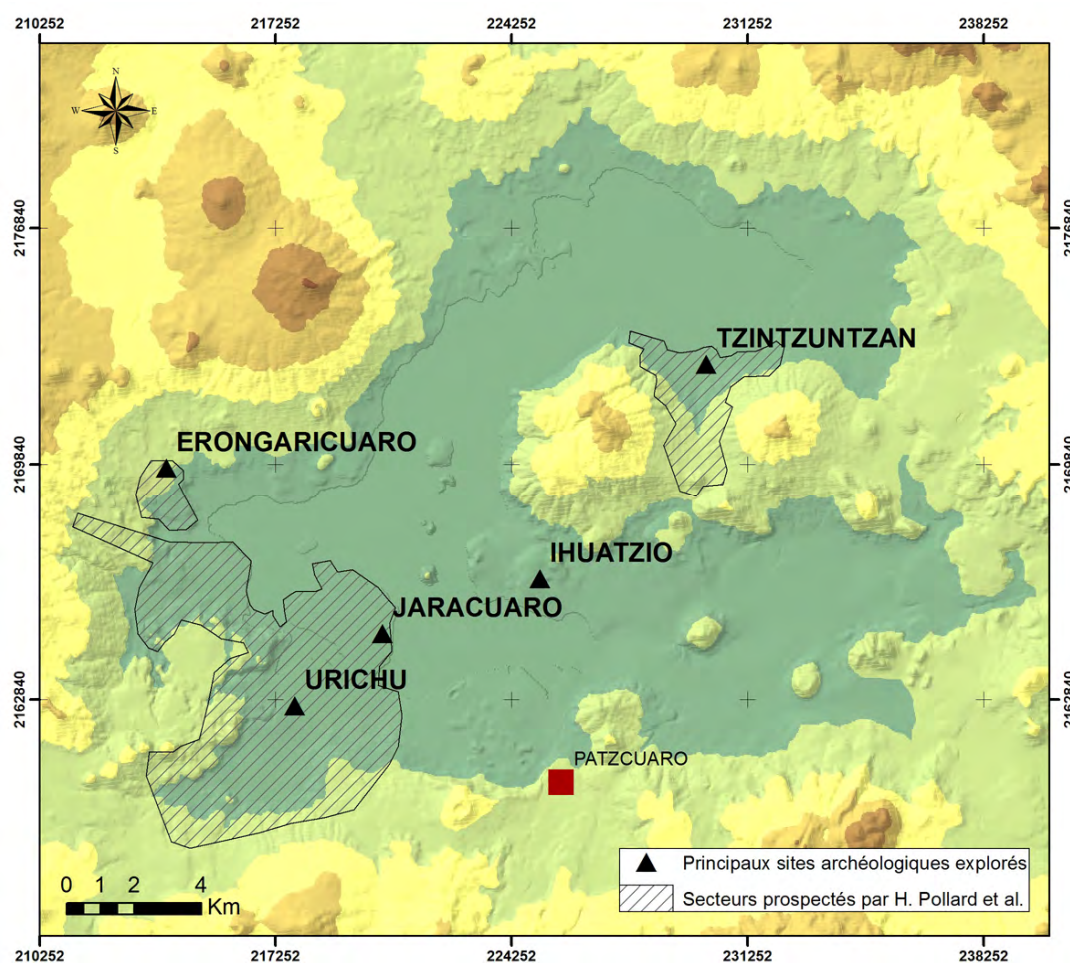 210252 217252 224252 231252 238252
N
W E
S
2176840 2176840
TZINTZUNTZAN
ERONGARICUARO
2169840 2169840
IHUATZIO
JARACUARO
URICHU
2162840 2162840
PATZCUARO
Principaux sites archéologiques explorés
0 1 2 4
Km
Secteurs prospectés par H. Pollard et al.
210252 217252 224252 231252 238252